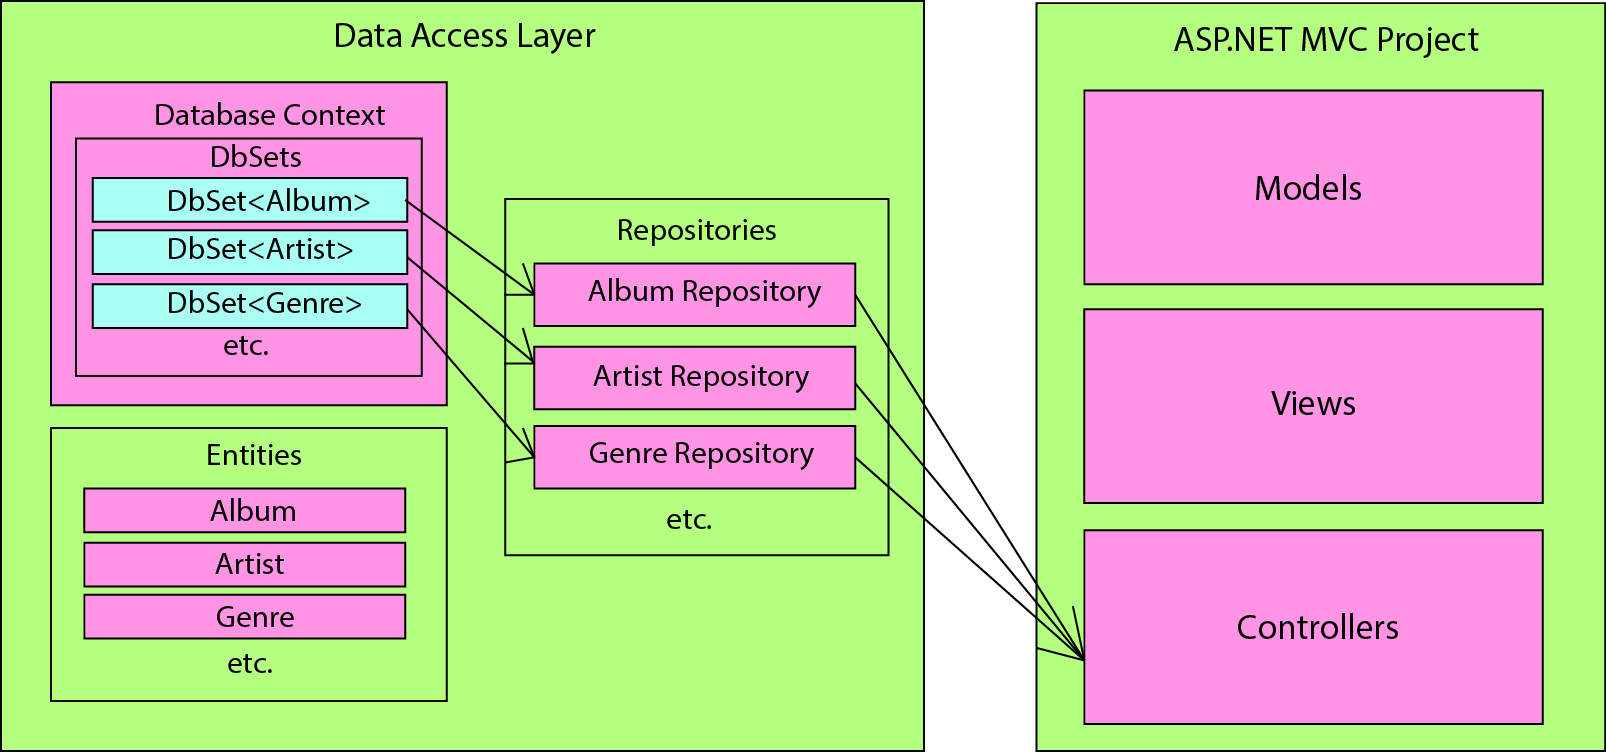 Data Access Layer
Database Context
DbSets
DbSet<Album>
DbSet<Artist>
DbSet<Genre>
etc.
Entities
Album
Artist
Genre
etc.
Repositories
Album Repository
Artist Repository
Genre Repository
etc.
ASP.NET MVC Project
Models
Views
Controllers